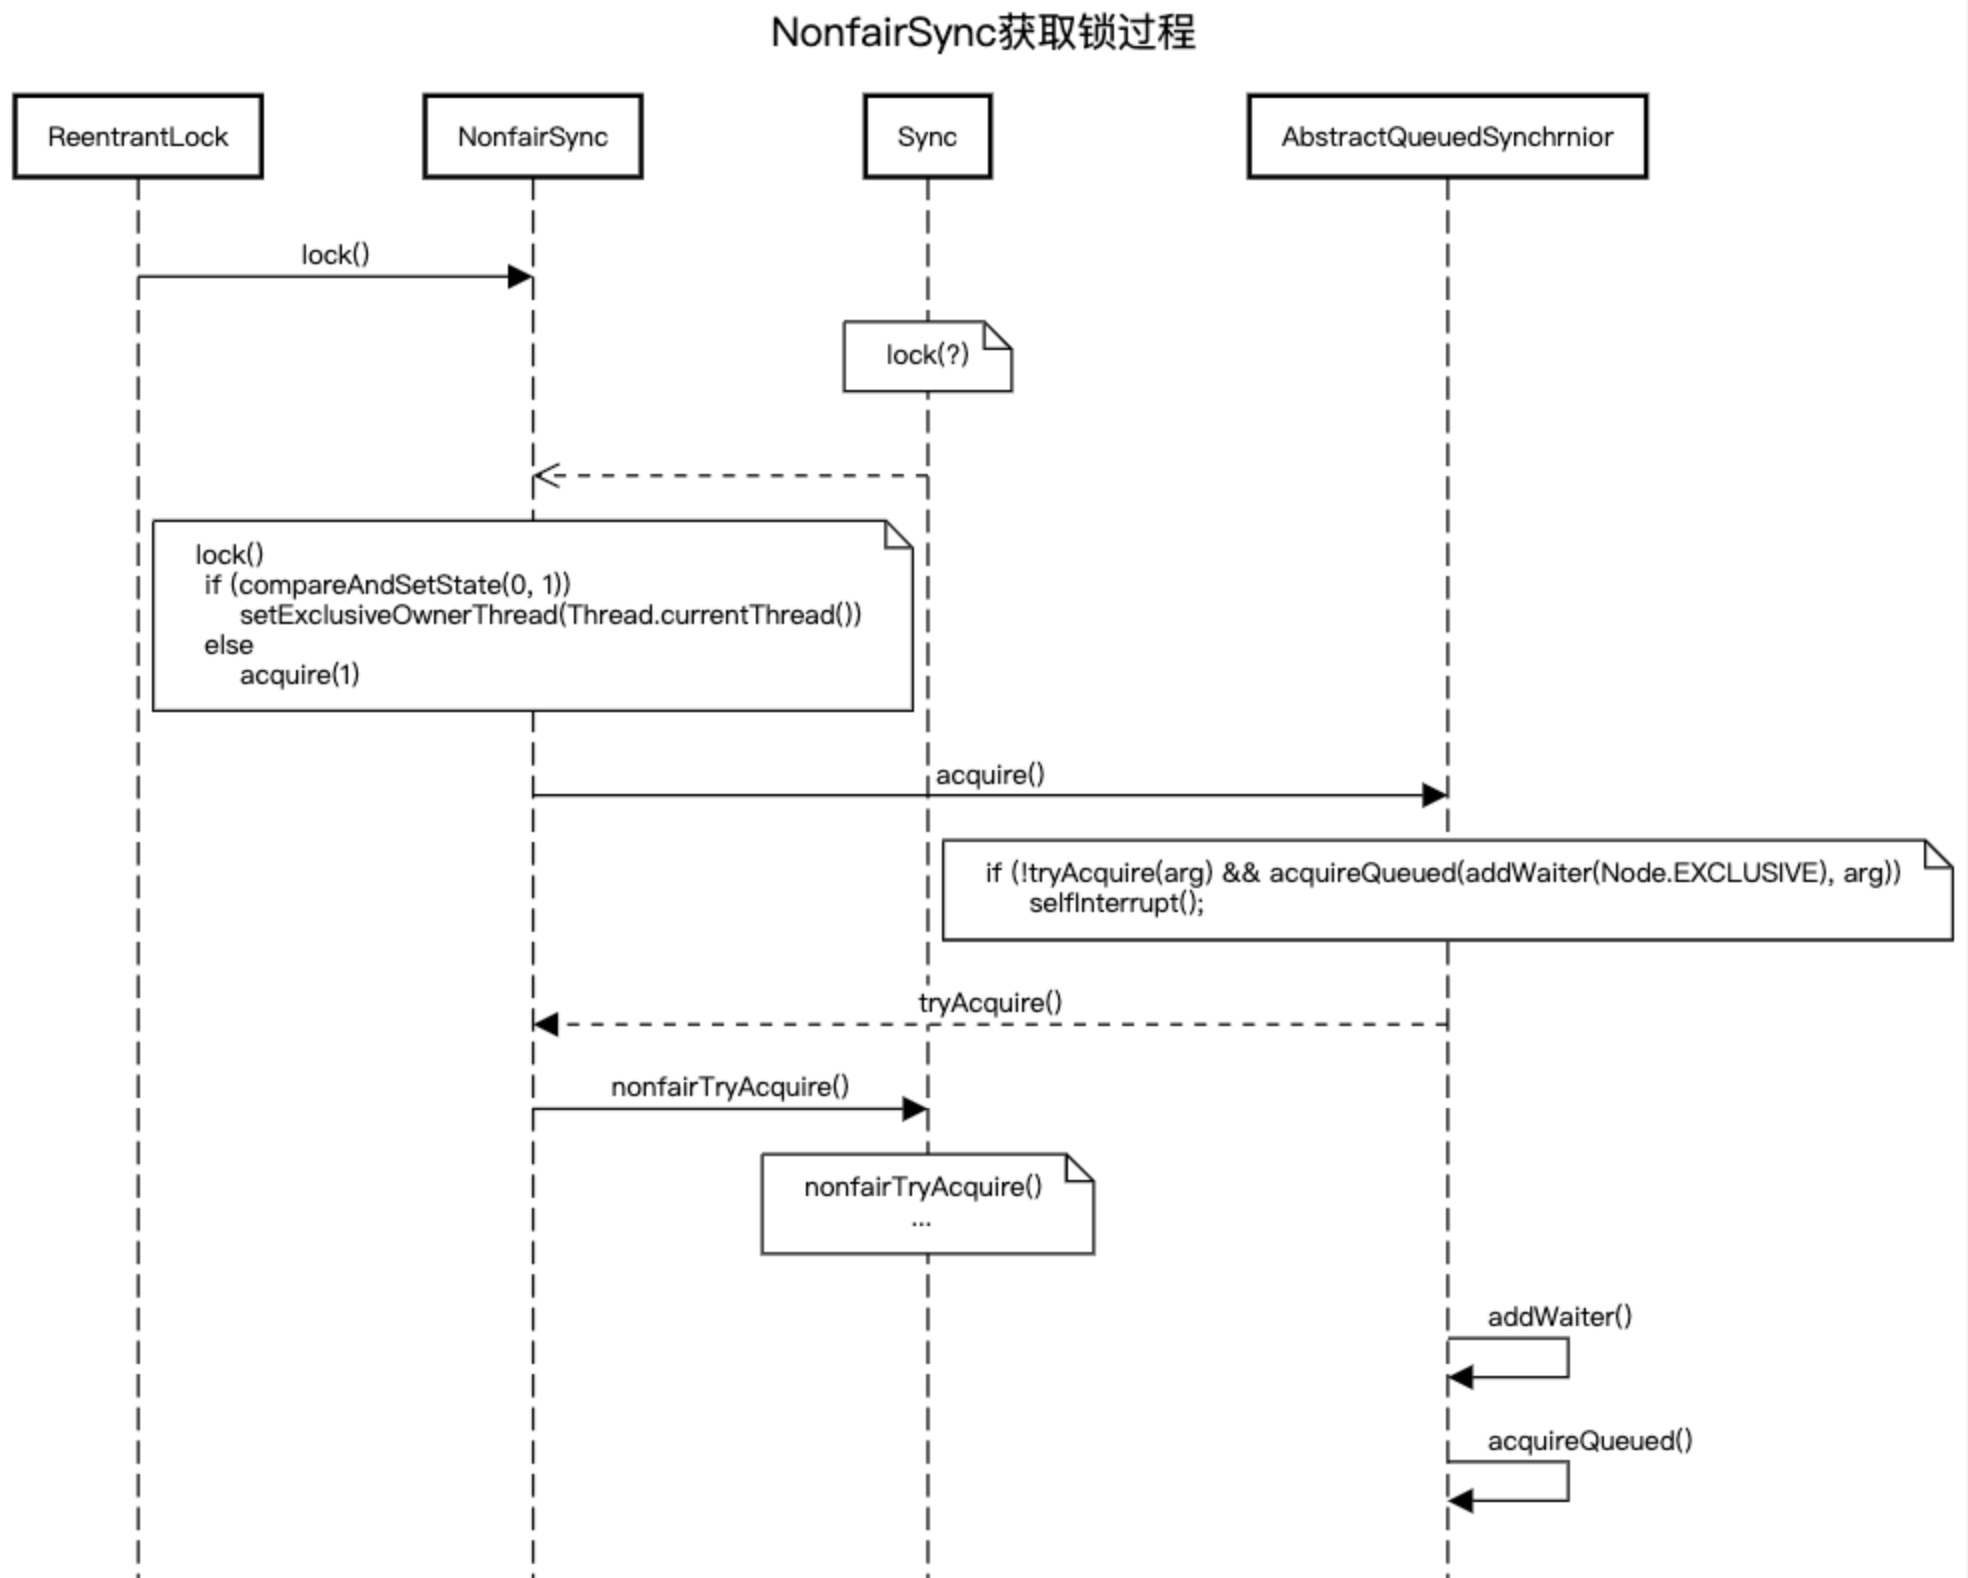 NonfairSync获取锁过程
ReentrantLock
NonfairSync
Sync
AbstractQueuedSynchrnior
lock()
lock(?)
lock()
if (compareAndSetState(0, 1))
setExclusiveOwnerThread(Thread.currentThread())
else
acquire(1)
acquire()
if (!tryAcquire(arg) && acquireQueued(addWaiter(Node.EXCLUSIVE), arg))
selfInterrupt();
tryAcquire()
nonfairTryAcquire()
nonfairTryAcquire()
...
addWaiter()
acquireQueued()